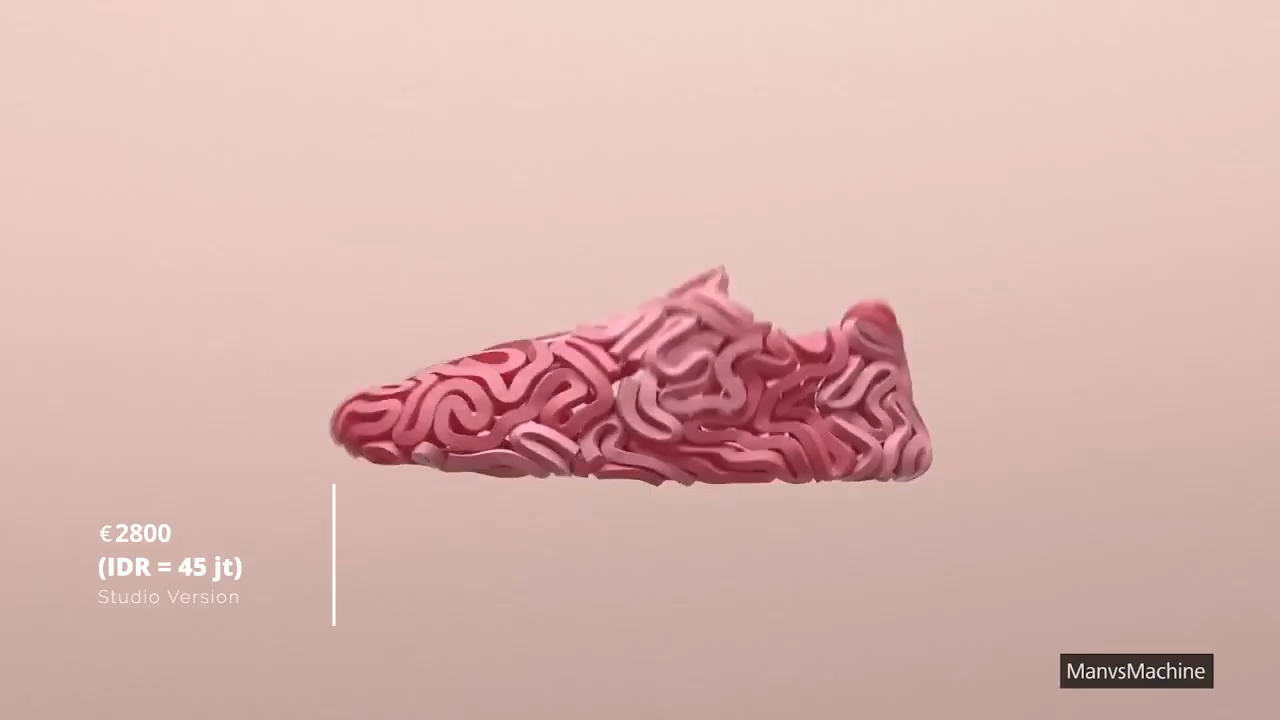 €2800
(IDR = 45 jt)
Studio Version
ManvsMachine